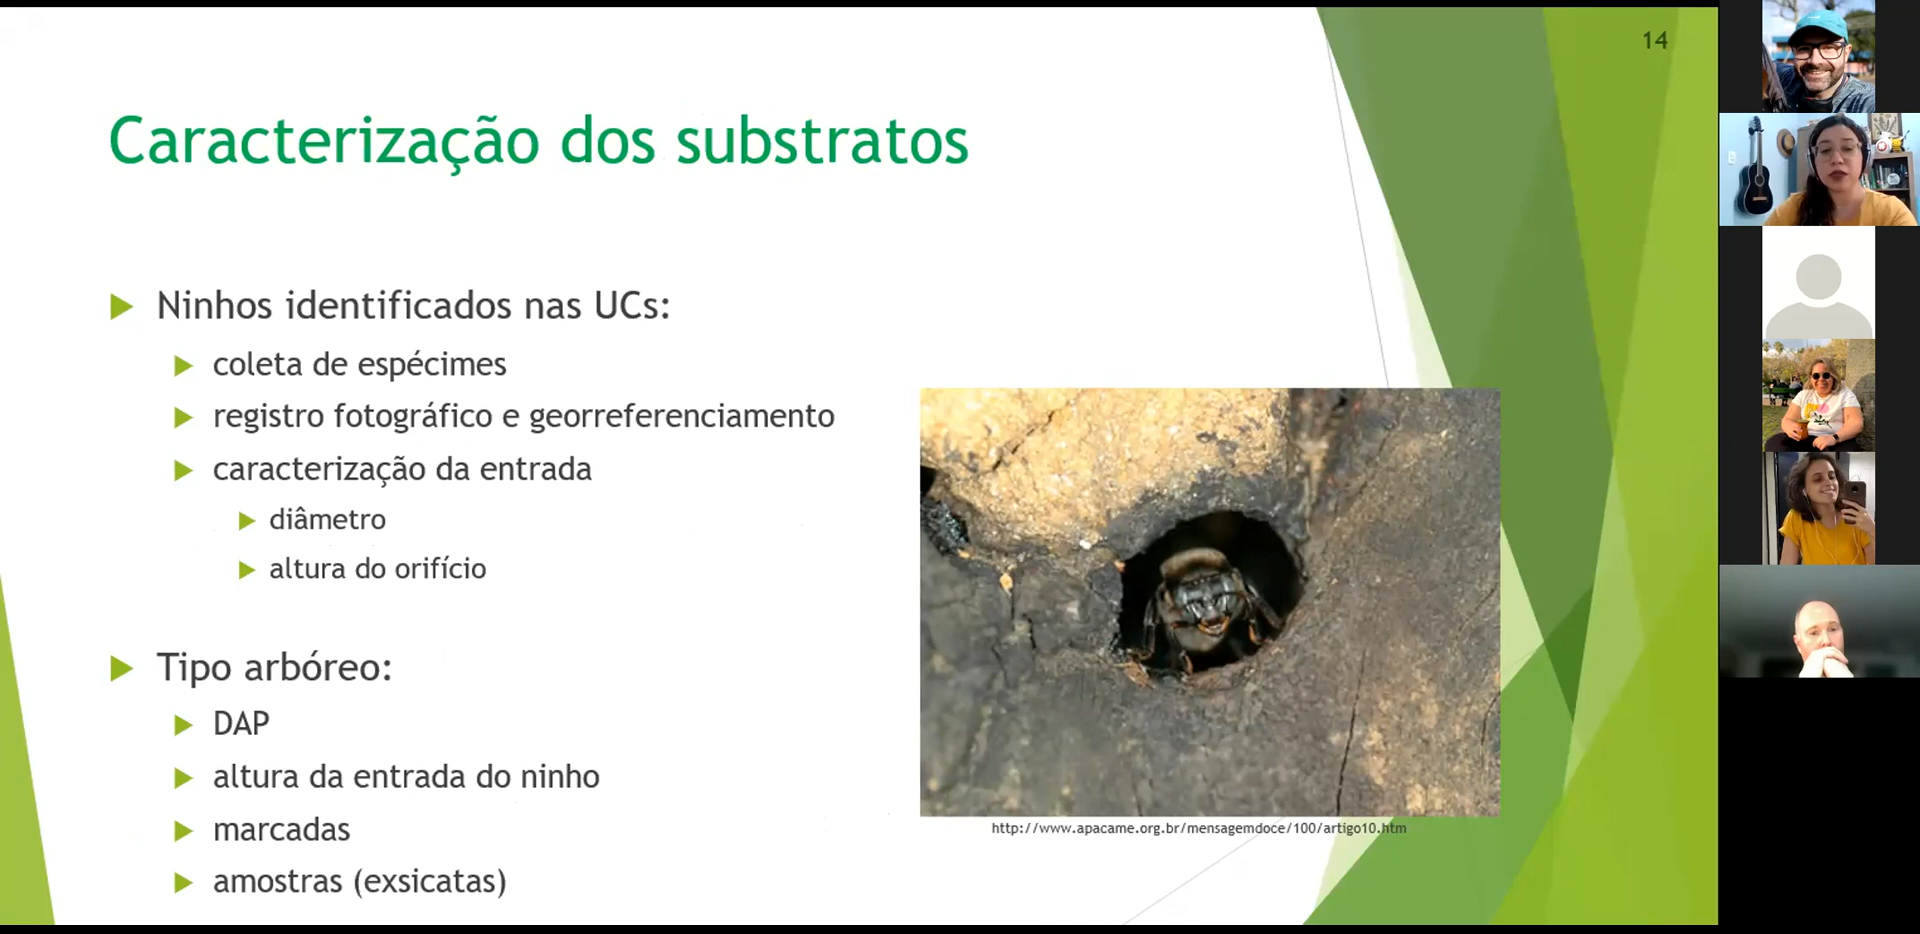 14
Caracterização dos substratos
Ninhos identificados nas UCs:
coleta de espécimes
registro fotográfico e georreferenciamento
caracterização da entrada
diâmetro
altura do orifício
Tipo arbóreo:
DAP
altura da entrada do ninho
marcadas
amostras (exsicatas)
http://www.apacame.org.br/mensagemdoce/100/artigo10.htm